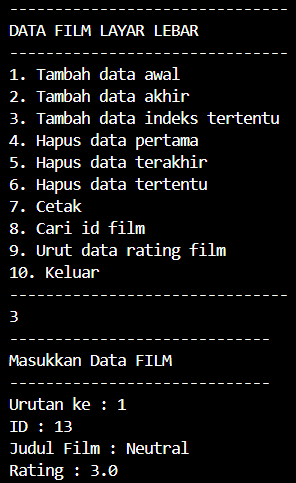 ------------------------------
DATA FILM LAYAR LEBAR
------------------------------
1. Tambah data awal
2. Tambah data akhir
3. Tambah data indeks tertentu
4. Hapus data pertama
5. Hapus data terakhir
6. Hapus data tertentu
7. Cetak
8. Cari id film
9. Urut data rating film
10. Keluar
------------------------------
3
----------------------------
Masukkan Data FILM
----------------------------
Urutan ke : 1
ID : 13
Judul Film : Neutral
Rating : 3.0